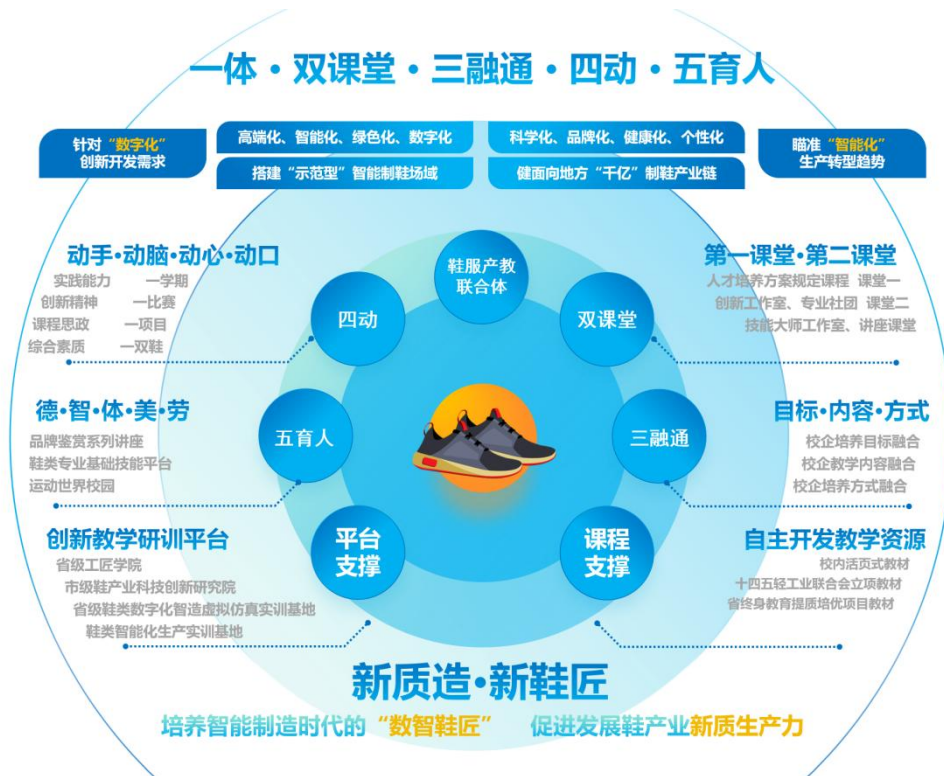 一体·双课堂·三融通·四动·五育人
针对“数字化”
创新开发需求
高端化、智能化、绿色化、数字化
搭建“示范型”智能制鞋场域
科学化、品牌化、健康化、个性化
健面向地方“千亿”制鞋产业链
瞄准“智能化”
生产转型趋势
动手·动脑·动心·动口
实践能力 一学期
创新精神 一比赛
课程思政 一项目
综合素质 一双鞋
四动
鞋服产教
联合体
双课堂
第一课堂·第二课堂
人才培养方案规定课程 课堂一
创新工作室、专业社团 课堂二
技能大师工作室、讲座课堂
德·智·体·美·劳
品牌鉴赏系列讲座
鞋类专业基础技能平台
运动世界校园
五育人
三融通
目标·内容·方式
校企培养目标融合
校企教学内容融合
校企培养方式融合
创新教学研训平台
省级工匠学院
市级鞋产业科技创新研究院
省级鞋类数字化智造虚拟仿真实训基地
鞋类智能化生产实训基地
平台
支撑
课程
支撑
自主开发教学资源
校内活页式教材
十四五轻工业联合会立项教材
省终身教育提质培优项目教材
新质造·新鞋匠
培养智能制造时代的“数智鞋匠” 促进发展鞋产业新质生产力